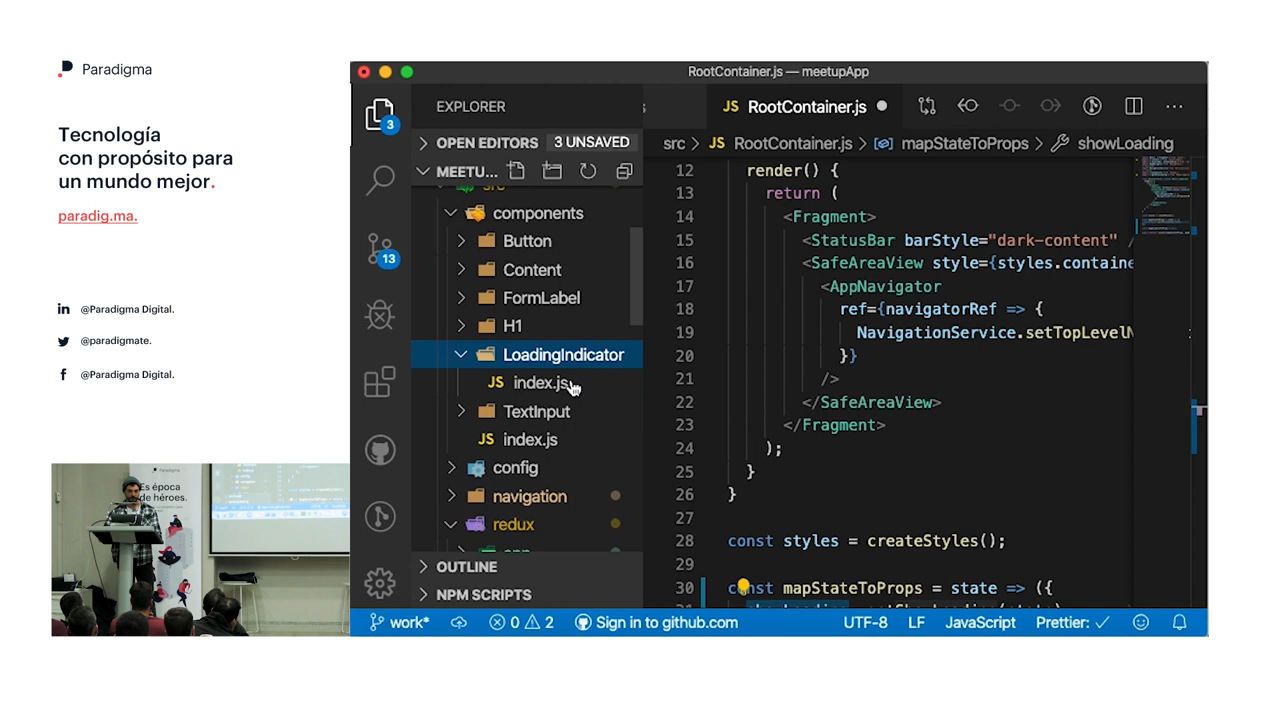 Paradigma
Tecnología
con propósito para
un mundo mejor.
paradig.ma.
@Paradigma Digital.
@paradigmate.
@Paradigma Digital.
Paradigma
Es época
de héroes.
RootContainer.js — meetupApp
EXPLORER
JS RootContainer.js
3
OPEN EDITORS 3 UNSAVED
src > JS RootContainer.js > mapStateToProps > showLoading
MEETU...
src
components
Button
Content
FormLabel
H1
LoadingIndicator
JS index.js
TextInput
JS index.js
config
navigation
redux
app
OUTLINE
NPM SCRIPTS
13
12 render() {
13 return (
14 <Fragment>
15 <StatusBar barStyle="dark-content" /
16 <SafeAreaView style={styles.containe
17 <AppNavigator
18 ref={navigatorRef => {
19 NavigationService.setTopLevelN
20 }}
21 />
22 </SafeAreaView>
23 </Fragment>
24 );
25 }
26 }
27
28 const styles = createStyles();
29
30 const mapStateToProps = state => ({
work* 0 2 Sign in to github.com UTF-8 LF JavaScript Prettier: ✓